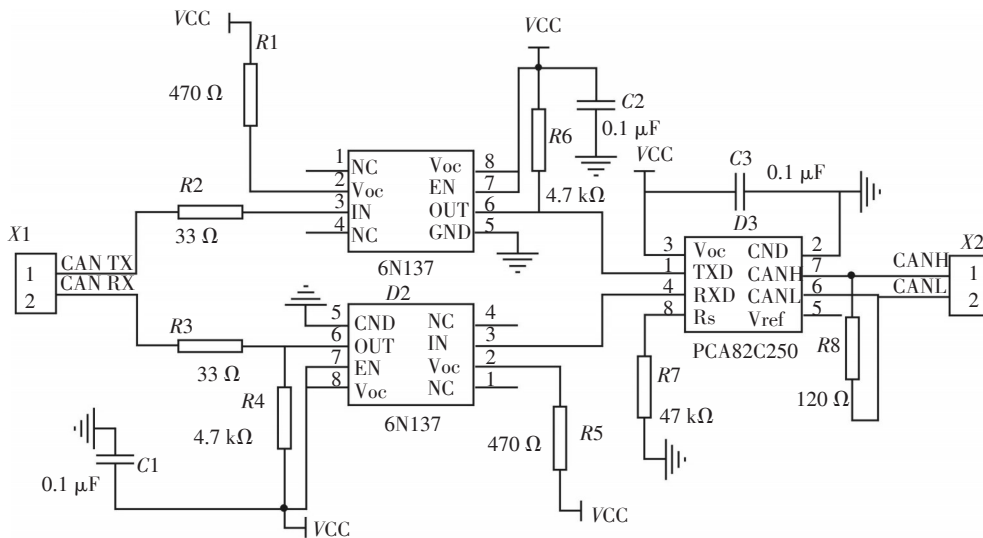 VCC
R1
470 Ω
VCC
C2
0.1 μF
R6
4.7 kΩ
1 NC Voc 8
2 Voc EN 7
3 IN OUT 6
4 NC GND 5
6N137
R2
33 Ω
X1
1 CAN TX
2 CAN RX
R3
33 Ω
D2
5 CND NC 4
6 OUT IN 3
7 EN Voc 2
8 Voc NC 1
6N137
R4
4.7 kΩ
C1
0.1 μF
VCC
R5
470 Ω
VCC
VCC
C3
0.1 μF
D3
3 Voc CND 2
1 TXD CANH 7
4 RXD CANL 6
8 Rs Vref 5
PCA82C250
R7
47 kΩ
R8
120 Ω
X2
CANH 1
CANL 2